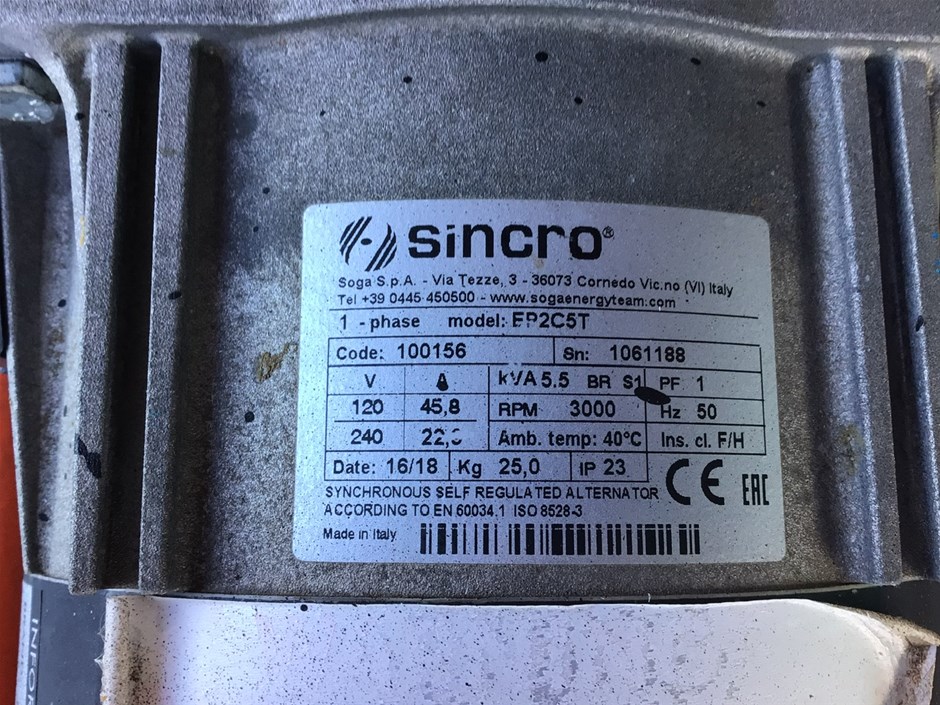 sincro®
Soga S.p.A. - Via Tezze, 3 - 36073 Cornedo Vic.no (VI) Italy
Tel +39 0445 450500 - www.sogaenergyteam.com
1 - phase model: EP2C5T
Code: 100156 Sn: 1061188
V A kVA 5.5 BR S1 PF 1
120 45,8 RPM 3000 Hz 50
240 Amb. temp: 40°C Ins. cl. F/H
Date: 16/18 Kg 25,0 IP 23 CE EAC
SYNCHRONOUS SELF REGULATED ALTERNATOR
ACCORDING TO EN 60034.1 ISO 8528-3
Made in Italy